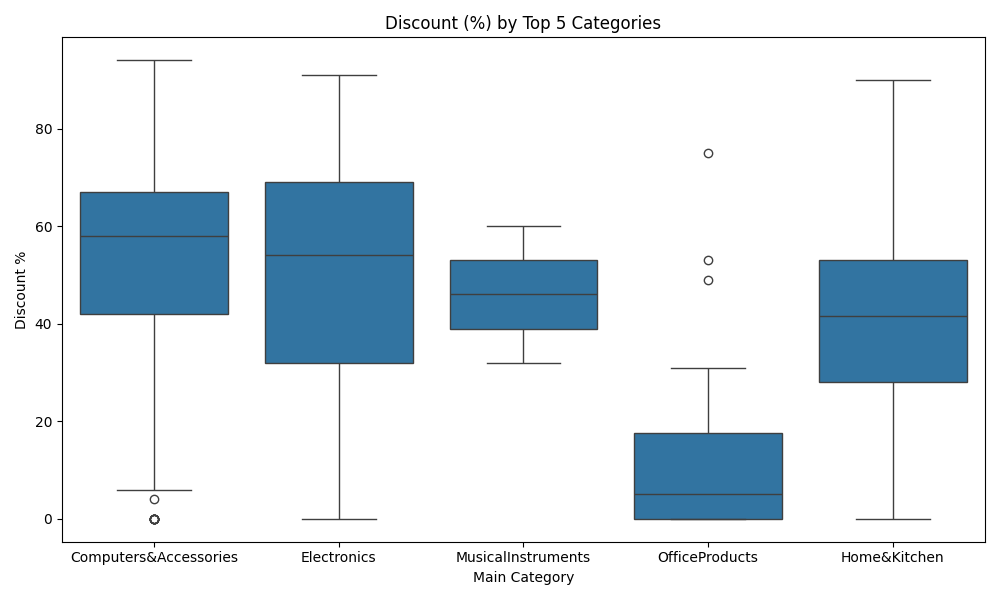 Discount (%) by Top 5 Categories
Discount %
80
60
40
20
0
Computers&Accessories
Electronics
MusicalInstruments
OfficeProducts
Home&Kitchen
Main Category